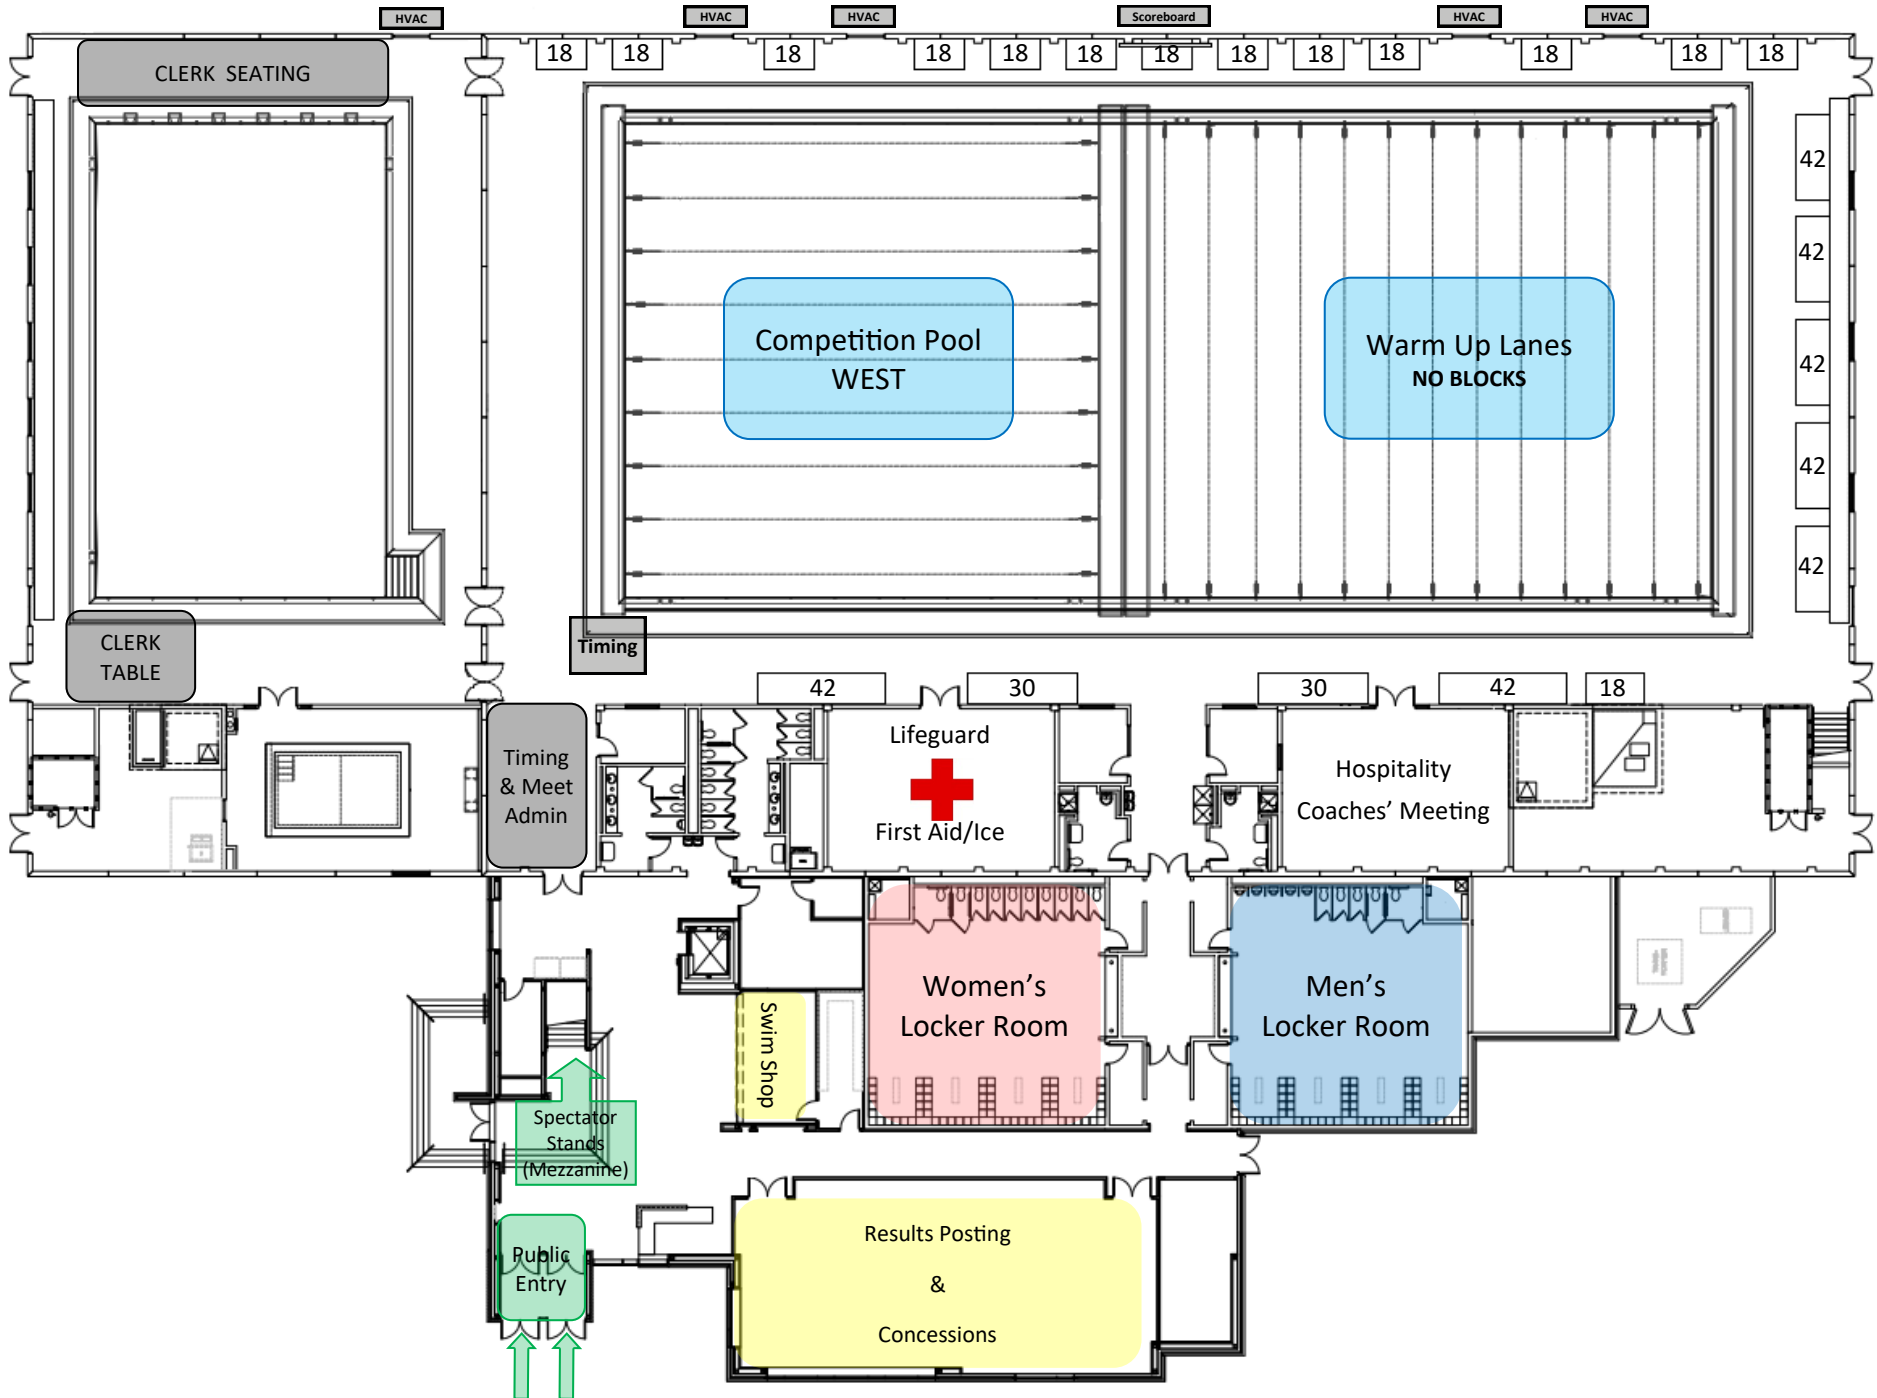 HVAC
HVAC
HVAC
Scoreboard
HVAC
HVAC
18
18
18
18
18
18
18
18
18
18
18
18
18
CLERK SEATING
42
42
42
42
42
Competition Pool
WEST
Warm Up Lanes
NO BLOCKS
CLERK
TABLE
Timing
42
30
30
42
18
Timing
& Meet
Admin
Lifeguard
First Aid/Ice
Hospitality
Coaches’ Meeting
Women’s
Locker Room
Men’s
Locker Room
Swim Shop
Spectator
Stands
(Mezzanine)
Public
Entry
Results Posting
&
Concessions